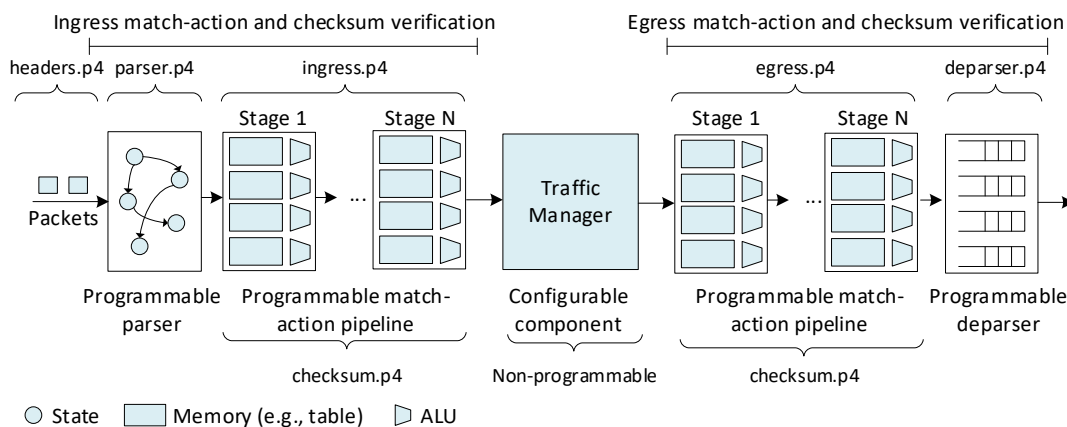 Ingress match-action and checksum verification
Egress match-action and checksum verification
headers.p4 parser.p4 ingress.p4 egress.p4 deparser.p4
Stage 1 Stage N Stage 1 Stage N
Packets ... Traffic ...
Manager
Programmable Programmable match- Configurable Programmable match- Programmable
parser action pipeline component action pipeline deparser
checksum.p4 Non-programmable checksum.p4
State Memory (e.g., table) ALU